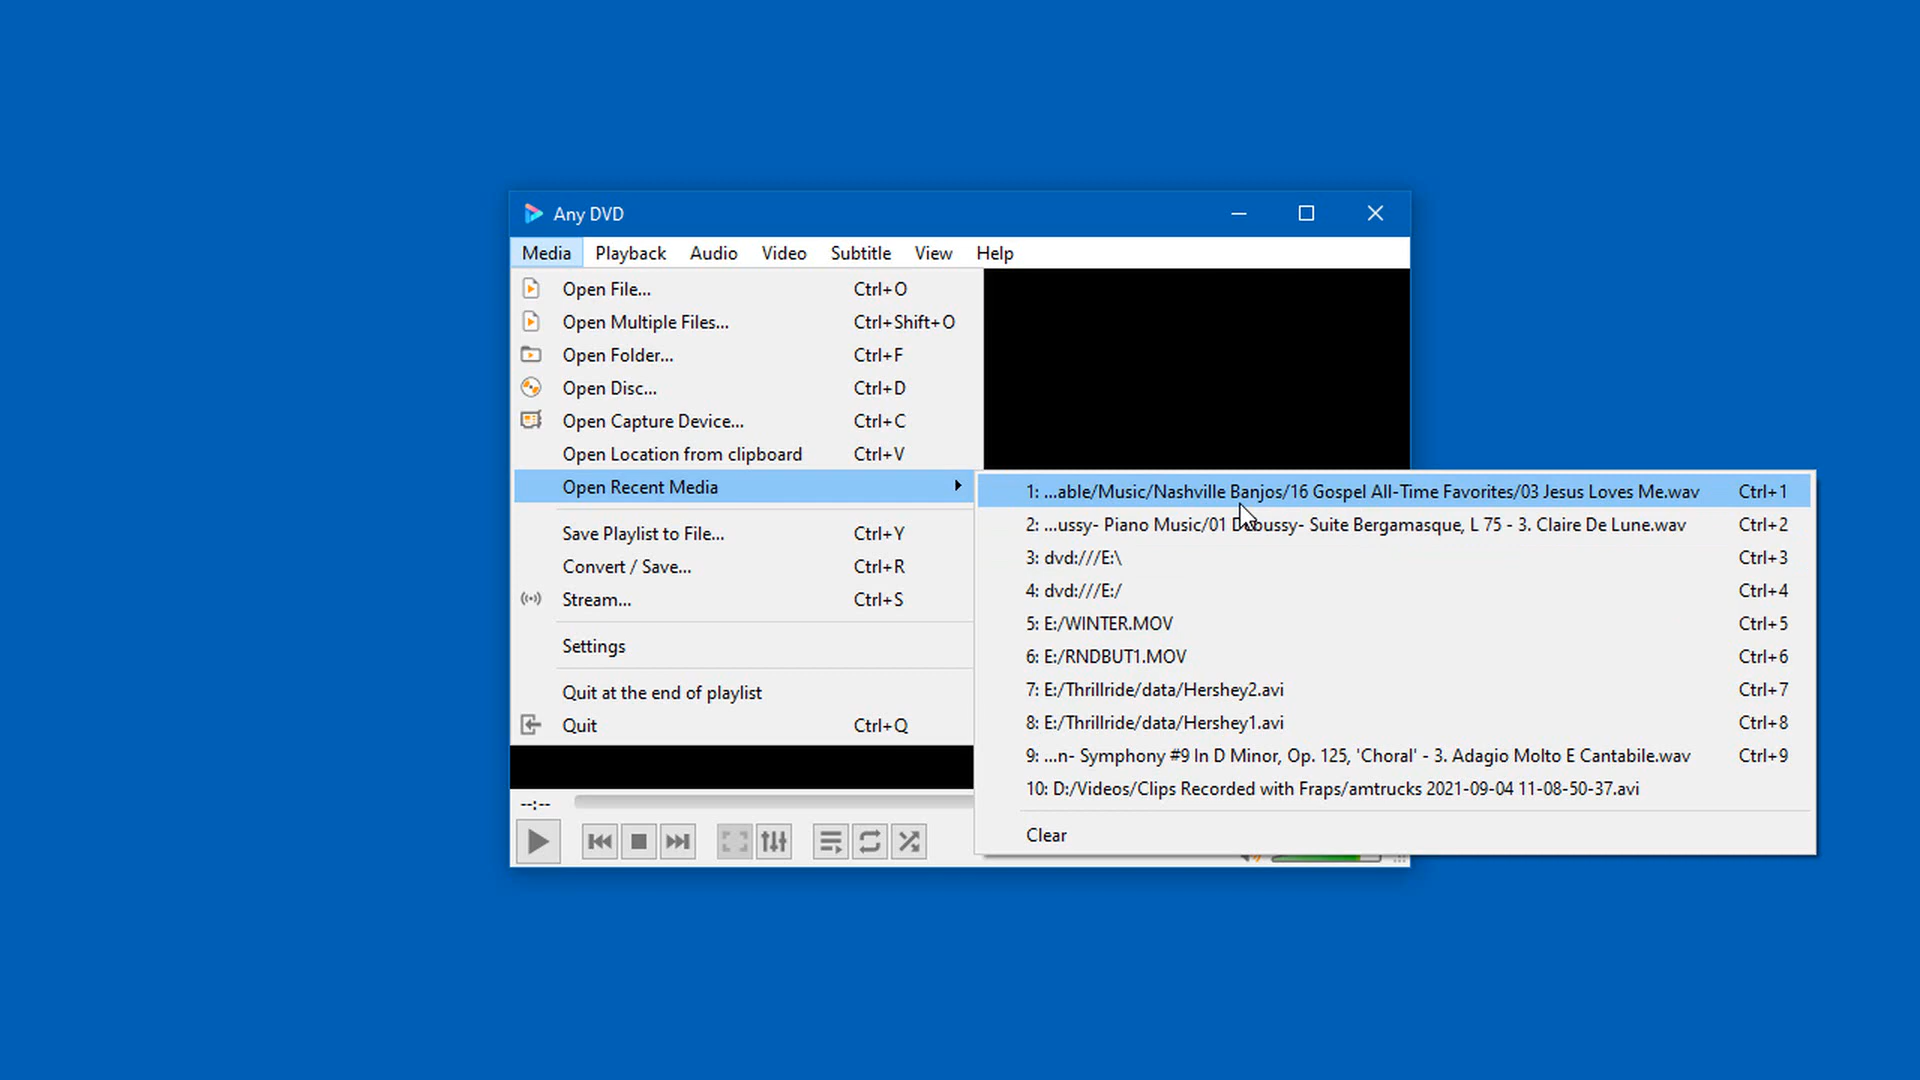 Any DVD
Media Playback Audio Video Subtitle View Help
Open File... Ctrl+O
Open Multiple Files... Ctrl+Shift+O
Open Folder... Ctrl+F
Open Disc... Ctrl+D
Open Capture Device... Ctrl+C
Open Location from clipboard Ctrl+V
Open Recent Media
Save Playlist to File... Ctrl+Y
Convert / Save... Ctrl+R
Stream... Ctrl+S
Settings
Quit at the end of playlist
Quit Ctrl+Q
1: ...able/Music/Nashville Banjos/16 Gospel All-Time Favorites/03 Jesus Loves Me.wav Ctrl+1
2: ...ussy- Piano Music/01 Debussy- Suite Bergamasque, L 75 - 3. Claire De Lune.wav Ctrl+2
3: dvd:///E:\ Ctrl+3
4: dvd:///E:/ Ctrl+4
5: E:/WINTER.MOV Ctrl+5
6: E:/RNDBUT1.MOV Ctrl+6
7: E:/Thrillride/data/Hershey2.avi Ctrl+7
8: E:/Thrillride/data/Hershey1.avi Ctrl+8
9: ...n- Symphony #9 In D Minor, Op. 125, 'Choral' - 3. Adagio Molto E Cantabile.wav Ctrl+9
10: D:/Videos/Clips Recorded with Fraps/amtrucks 2021-09-04 11-08-50-37.avi
Clear
--:--